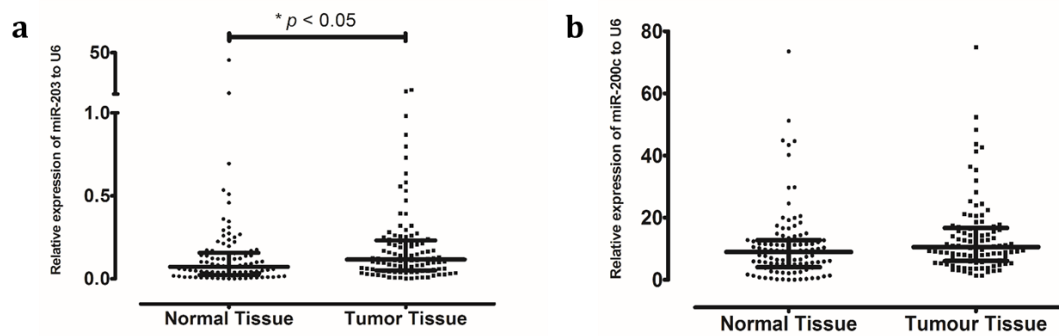 a
* p < 0.05
Relative expression of miR-203 to U6
50
1.0
0.5
0.0
Normal Tissue
Tumor Tissue
b
Relative expression of miR-200c to U6
80
60
40
20
0
Normal Tissue
Tumour Tissue